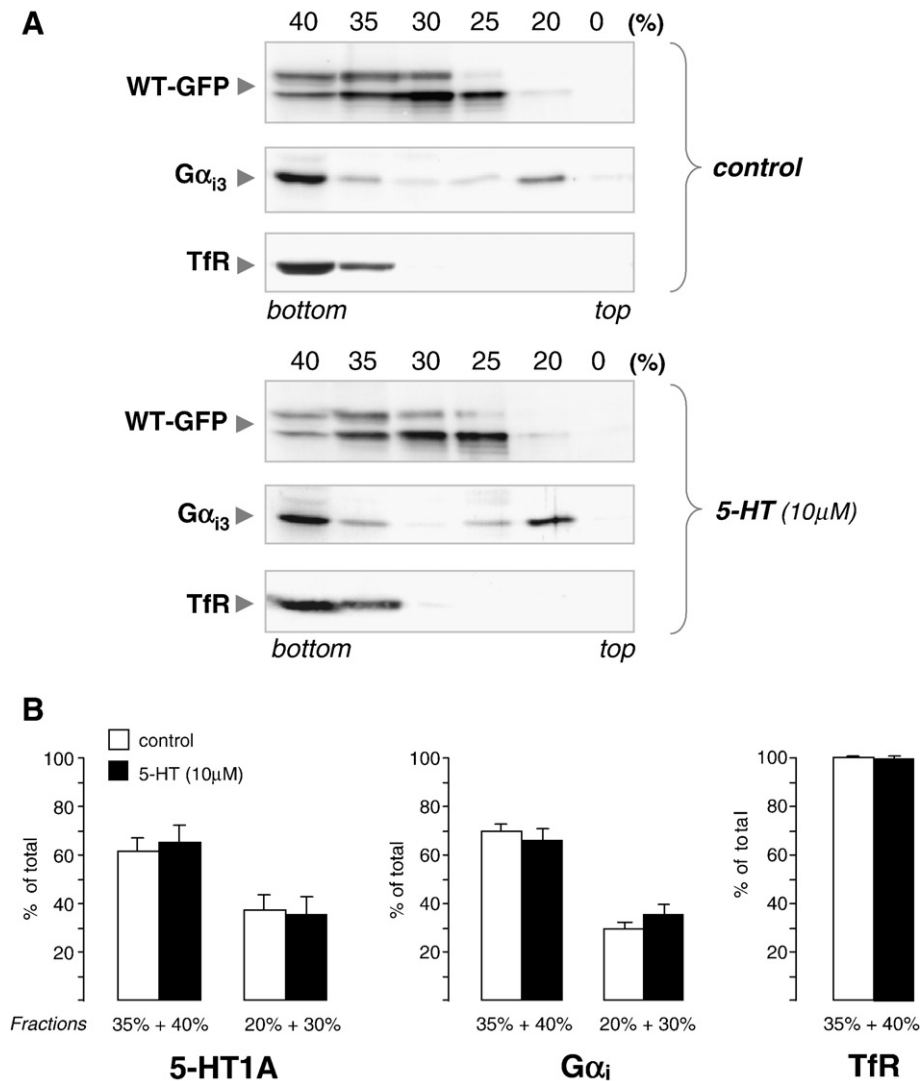 A
40 35 30 25 20 0 (%)
WT-GFP
Gαi3
TfR
bottom top
control
40 35 30 25 20 0 (%)
WT-GFP
Gαi3
TfR
bottom top
5-HT (10μM)
B
control
5-HT (10μM)
100
80
60
40
20
% of total
100
80
60
40
20
% of total
100
80
60
40
20
% of total
Fractions 35% + 40% 20% + 30% 35% + 40% 20% + 30% 35% + 40%
5-HT1A Gαi TfR